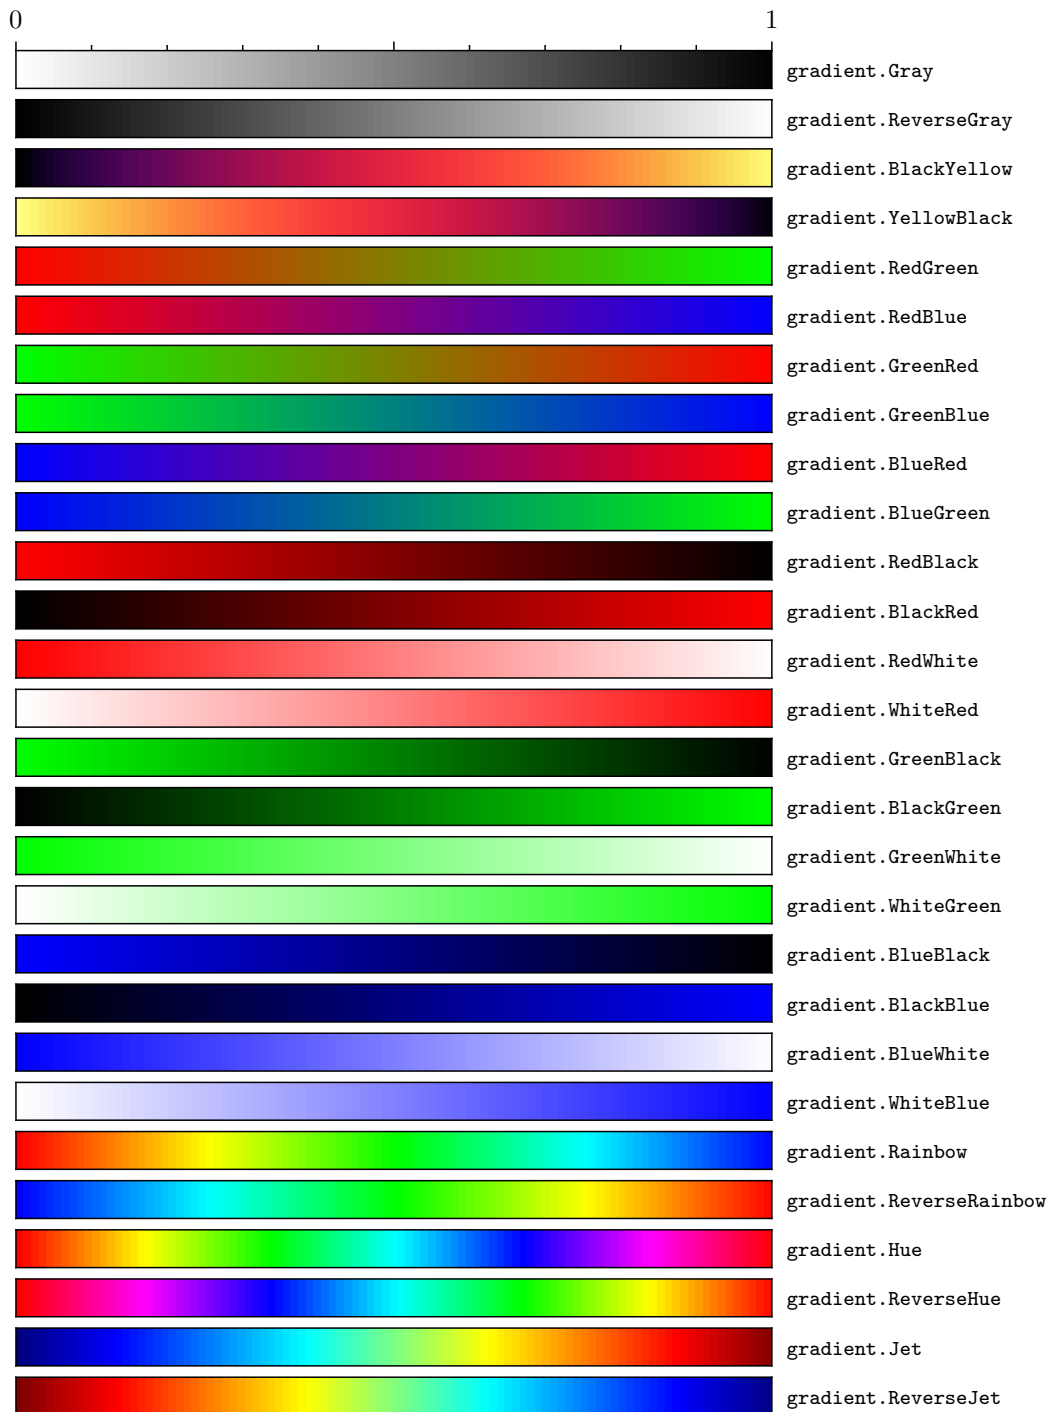 0 1
gradient.Gray
gradient.ReverseGray
gradient.BlackYellow
gradient.YellowBlack
gradient.RedGreen
gradient.RedBlue
gradient.GreenRed
gradient.GreenBlue
gradient.BlueRed
gradient.BlueGreen
gradient.RedBlack
gradient.BlackRed
gradient.RedWhite
gradient.WhiteRed
gradient.GreenBlack
gradient.BlackGreen
gradient.GreenWhite
gradient.WhiteGreen
gradient.BlueBlack
gradient.BlackBlue
gradient.BlueWhite
gradient.WhiteBlue
gradient.Rainbow
gradient.ReverseRainbow
gradient.Hue
gradient.ReverseHue
gradient.Jet
gradient.ReverseJet